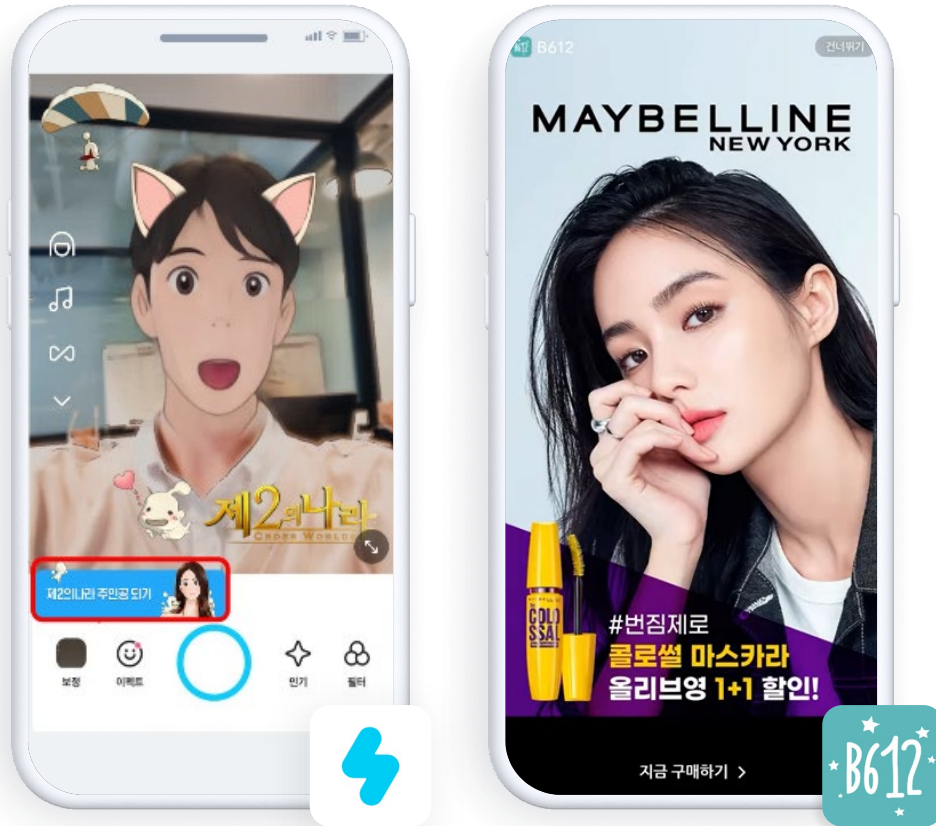 제2의나라
CROSS WORLDS
제2의나라 주인공 되기
보정
이펙트
인기
필터
B612
건너뛰기
MAYBELLINE
NEW YORK
COLO
SSAL
#번짐제로
콜로썰 마스카라
올리브영 1+1 할인!
지금 구매하기 >
B612